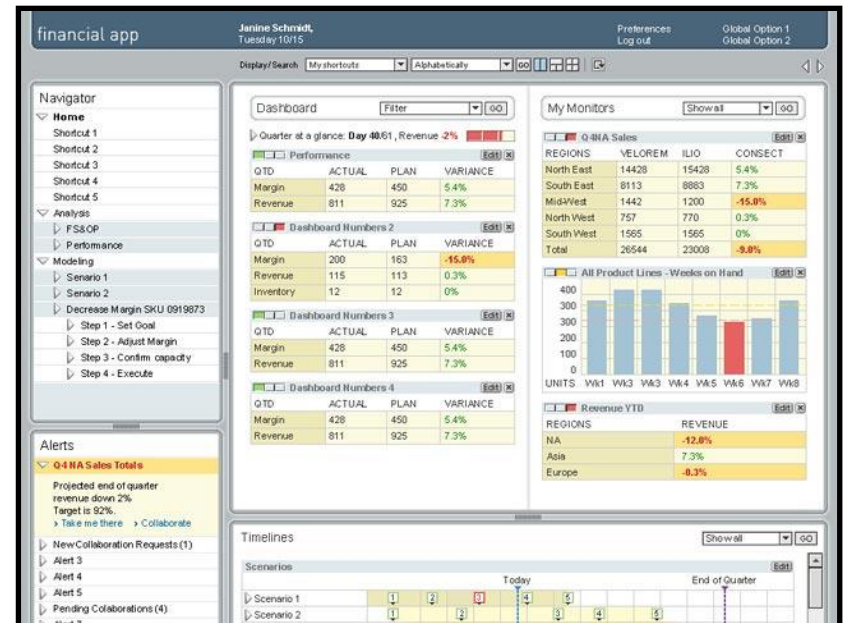 financial app
Janine Schmidt,
Tuesday 10/15
Preferences
Log out
Global Option 1
Global Option 2
Display/Search
My shortcuts
Alphabetically
GO
Navigator
Home
Shortcut 1
Shortcut 2
Shortcut 3
Shortcut 4
Shortcut 5
Analysis
FS&OP
Performance
Modeling
Senario 1
Senario 2
Decrease Margin SKU 0919873
Step 1 - Set Goal
Step 2 - Adjust Margin
Step 3 - Confirm capacity
Step 4 - Execute
Alerts
Q4 NA Sales Totals
Projected end of quarter
revenue down 2%
Target is 92%.
› Take me there › Collaborate
New Collaboration Requests (1)
Alert 3
Alert 4
Alert 5
Pending Colaborations (4)
Dashboard Filter GO
Quarter at a glance: Day 40/61, Revenue -2%
Performance Edit
QTD ACTUAL PLAN VARIANCE
Margin 428 450 5.4%
Revenue 811 925 7.3%
Dashboard Numbers 2 Edit
QTD ACTUAL PLAN VARIANCE
Margin 200 163 -15.0%
Revenue 115 113 0.3%
Inventory 12 12 0%
Dashboard Numbers 3 Edit
QTD ACTUAL PLAN VARIANCE
Margin 428 450 5.4%
Revenue 811 925 7.3%
Dashboard Numbers 4 Edit
QTD ACTUAL PLAN VARIANCE
Margin 428 450 5.4%
Revenue 811 925 7.3%
My Monitors Show all GO
Q4NA Sales Edit
REGIONS VELOREM ILIO CONSECT
North East 14428 15428 5.4%
South East 8113 8883 7.3%
Mid-West 1442 1200 -15.0%
North West 757 770 0.3%
South West 1565 1565 0%
Total 26544 23008 -9.8%
All Product Lines - Weeks on Hand Edit
400
300
300
200
100
0
UNITS Wk1 Wk3 Wk3 Wk4 Wk5 Wk6 Wk7 Wk8
Revenue YTD Edit
REGIONS REVENUE
NA -12.0%
Asia 7.3%
Europe -0.3%
Timelines Show all GO
Scenarios Edit
Today End of Quarter
Scenario 1 1 2 3 4 5
Scenario 2 1 2 3 4 5